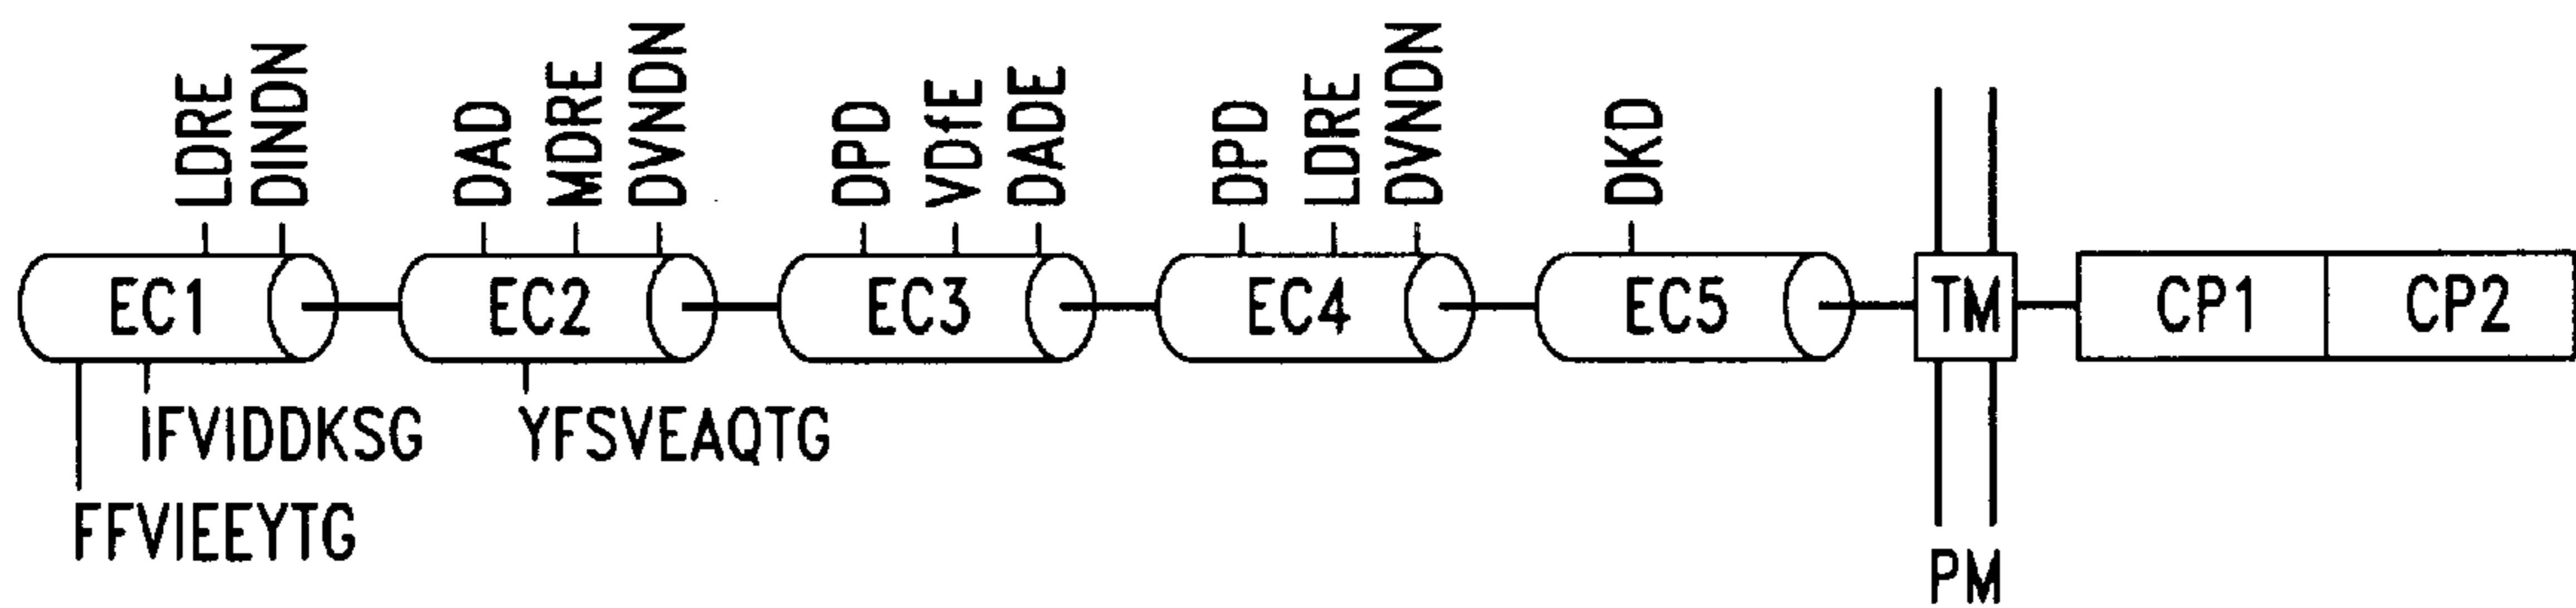 LDRE
DINDN
DAD
MDRE
DVNDN
DPD
VDfE
DADE
DPD
LDRE
DVNDN
DKD
EC1
EC2
EC3
EC4
EC5
TM
CP1
CP2
IFVIDDKSG
YFSVEAQTG
FFVIEEYTG
PM